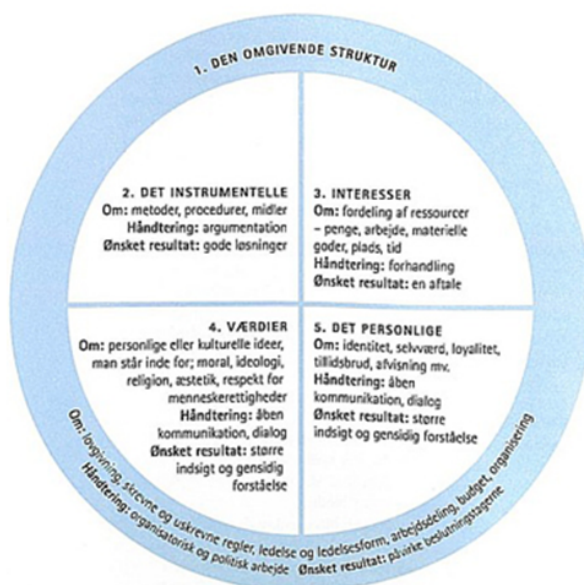 1. DEN OMGIVENDE STRUKTUR
2. DET INSTRUMENTELLE
Om: metoder, procedurer, midler
Håndtering: argumentation
Ønsket resultat: gode løsninger
3. INTERESSER
Om: fordeling af ressourcer
– penge, arbejde, materielle
goder, plads, tid
Håndtering: forhandling
Ønsket resultat: en aftale
4. VÆRDIER
Om: personlige eller kulturelle ideer,
man står inde for; moral, ideologi,
religion, æstetik, respekt for
menneskerettigheder
Håndtering: åben
kommunikation, dialog
Ønsket resultat: større
indsigt og gensidig
forståelse
5. DET PERSONLIGE
Om: identitet, selvværd, loyalitet,
tillidsbrud, afvisning mv.
Håndtering: åben
kommunikation, dialog
Ønsket resultat: større
indsigt og gensidig forståelse
Om: lovgivning, skrevne og uskrevne regler, ledelse og ledelsesform, arbejdsdeling, budget, organisering
Håndtering: organisatorisk og politisk arbejde Ønsket resultat: påvirke beslutningstagerne